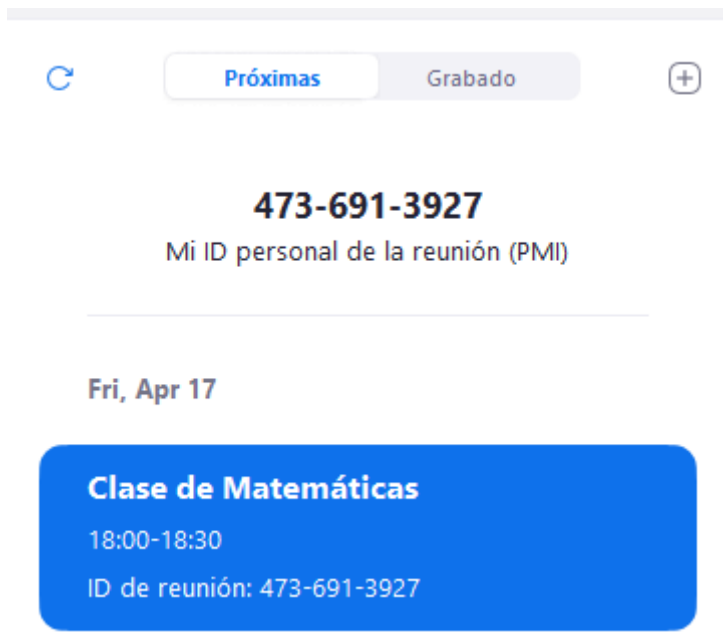 Próximas Grabado
473-691-3927
Mi ID personal de la reunión (PMI)
Fri, Apr 17
Clase de Matemáticas
18:00-18:30
ID de reunión: 473-691-3927